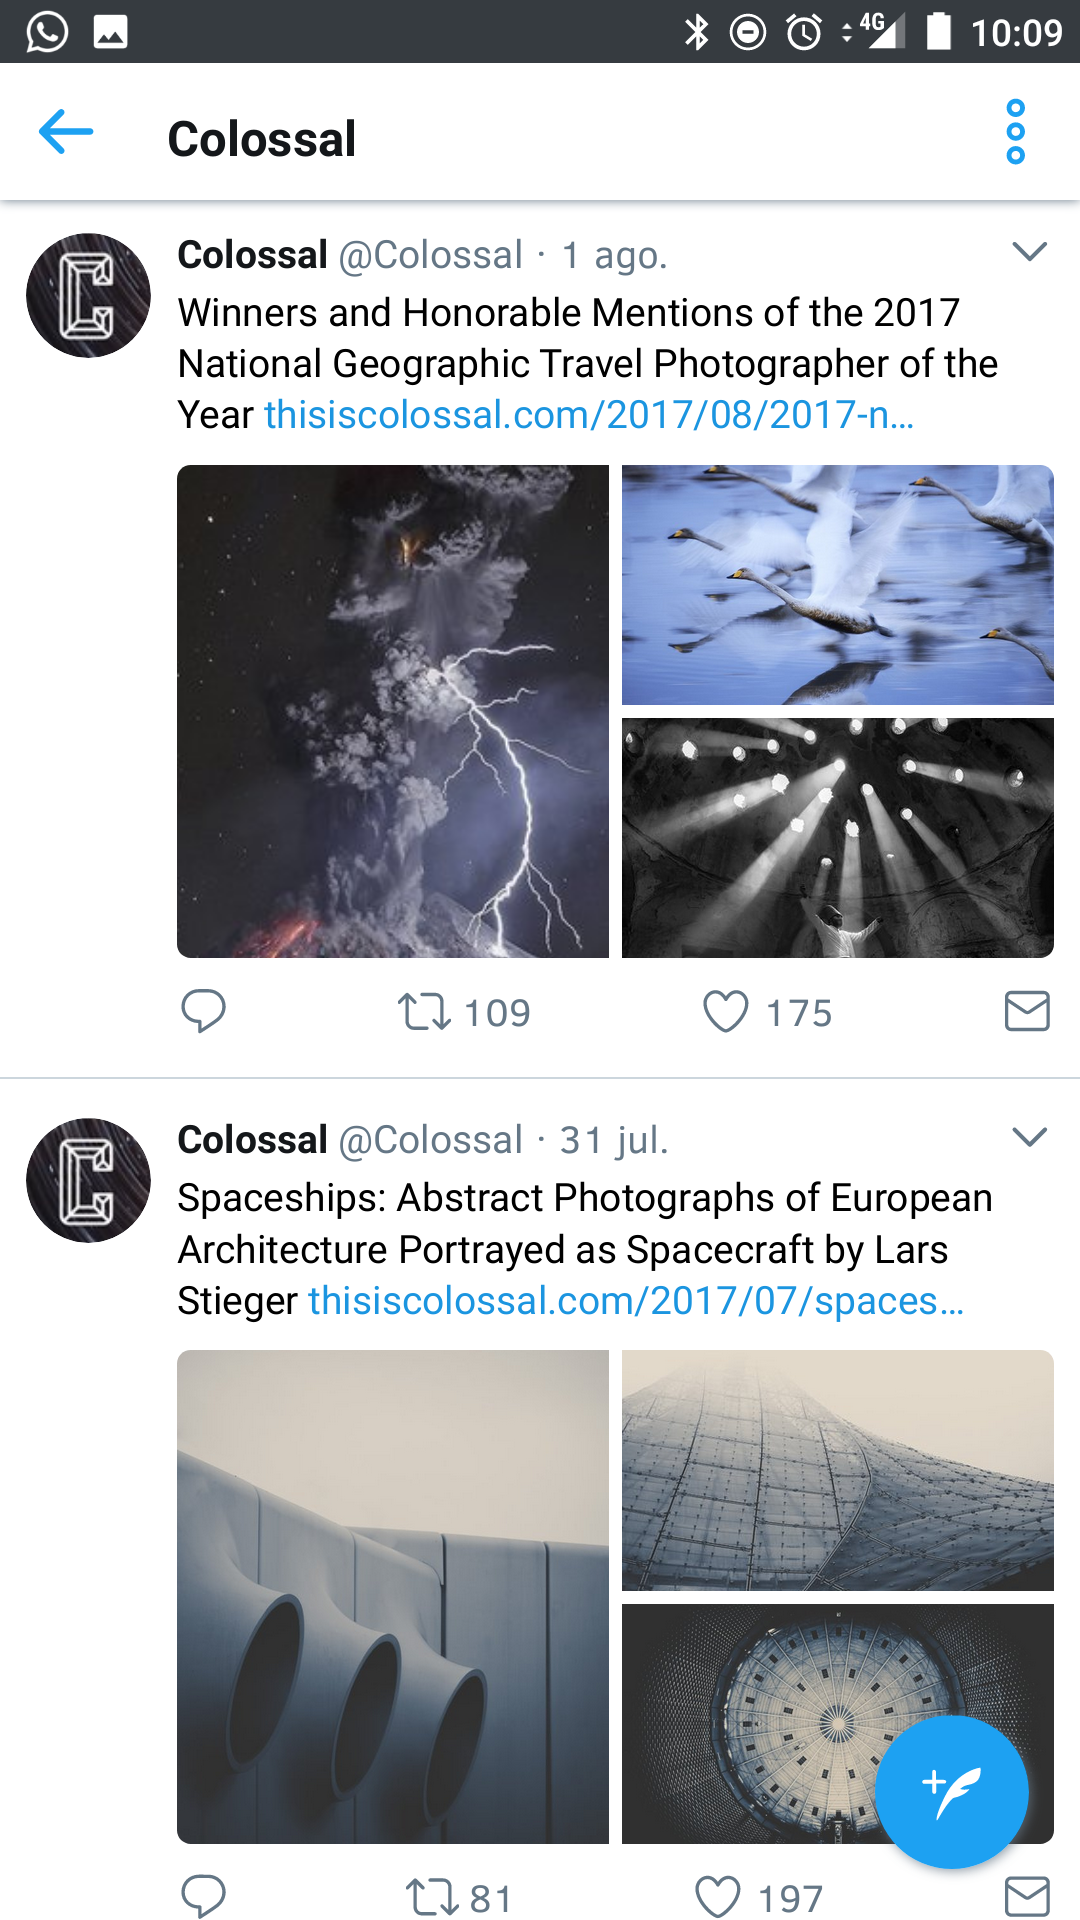 4G 10:09
Colossal
Colossal @Colossal · 1 ago.
Winners and Honorable Mentions of the 2017
National Geographic Travel Photographer of the
Year thisiscolossal.com/2017/08/2017-n…
109 175
Colossal @Colossal · 31 jul.
Spaceships: Abstract Photographs of European
Architecture Portrayed as Spacecraft by Lars
Stieger thisiscolossal.com/2017/07/spaces…
81 197